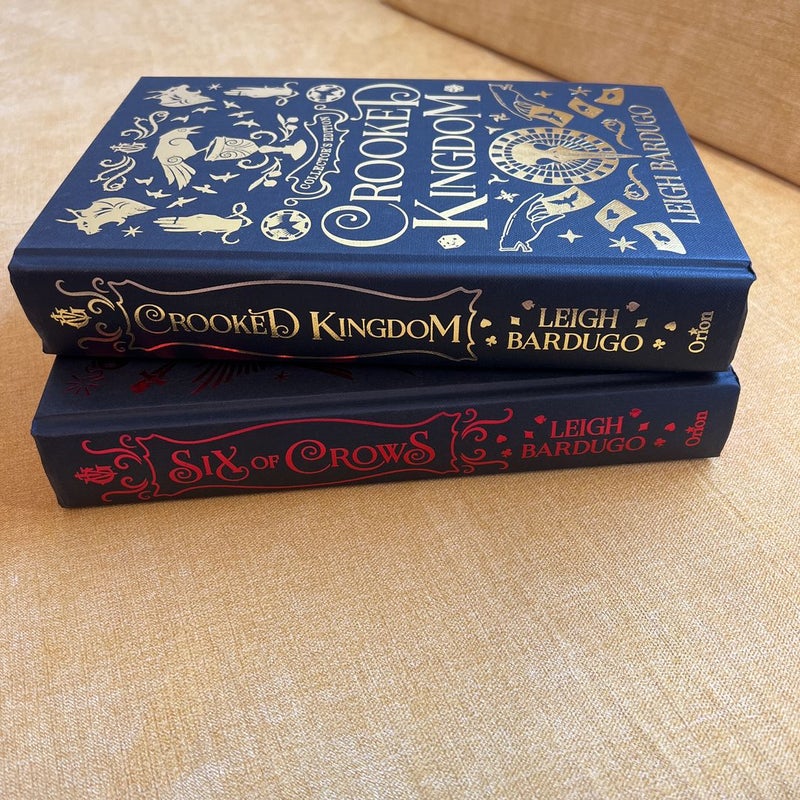 COLLECTOR'S EDITION
CROOKED
KINGDOM
LEIGH BARDUGO
CROOKED KINGDOM
LEIGH
BARDUGO
Orion
SIX OF CROWS
LEIGH
BARDUGO
Orion